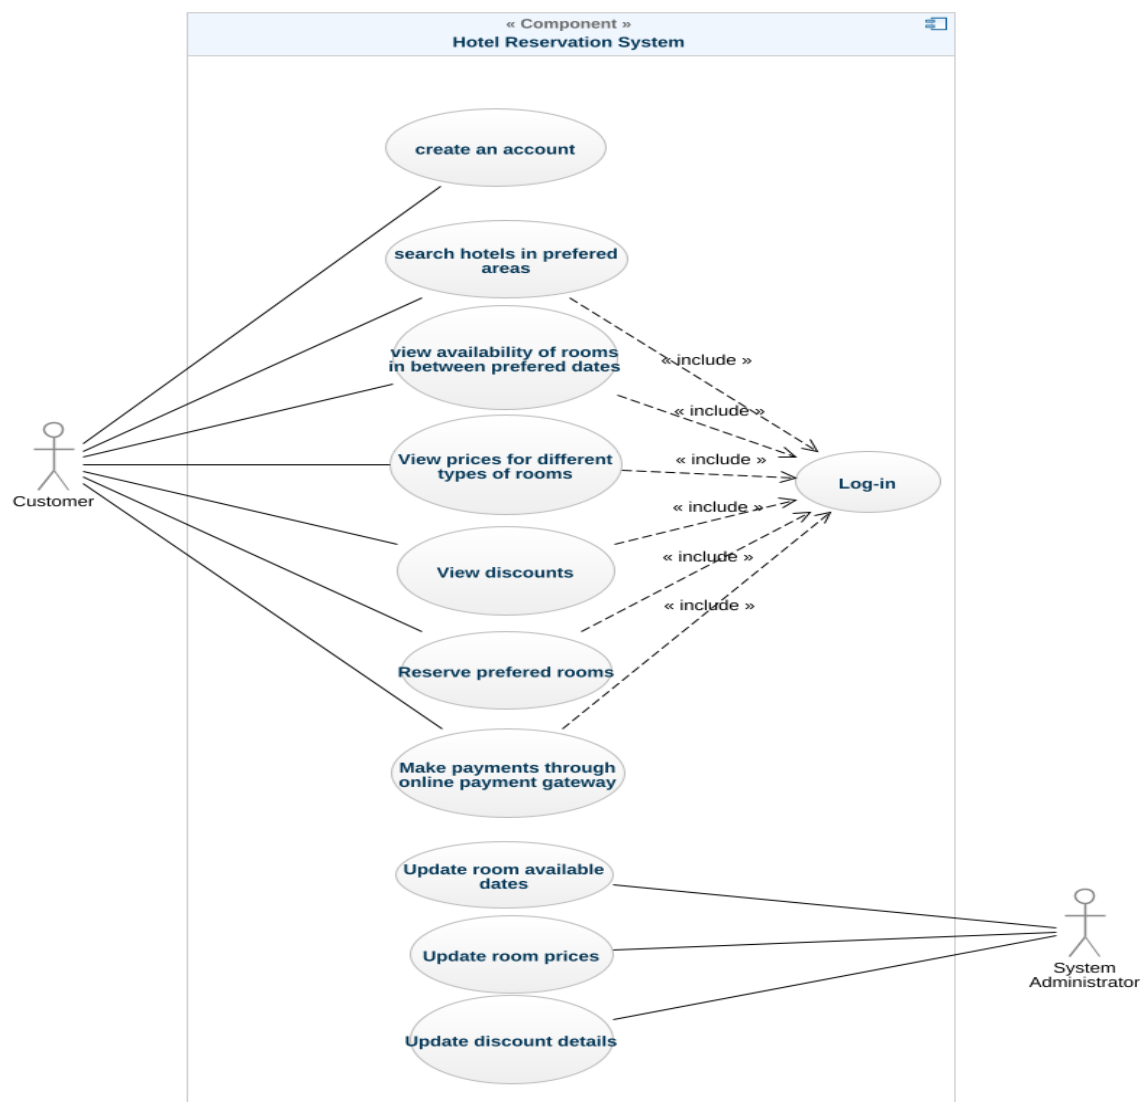 « Component »
Hotel Reservation System
create an account
search hotels in prefered
areas
view availability of rooms
in between prefered dates
« include »
« include »
View prices for different
types of rooms
« include »
Log-in
Customer
« include »
View discounts
« include »
« include »
Reserve prefered rooms
Make payments through
online payment gateway
Update room available
dates
Update room prices
System
Administrator
Update discount details